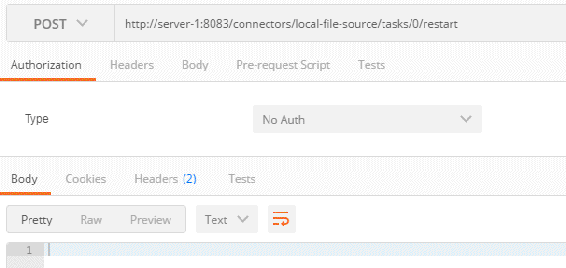 POST http://server-1:8083/connectors/local-file-source/tasks/0/restart
Authorization Headers Body Pre-request Script Tests
Type No Auth
Body Cookies Headers (2) Tests
Pretty Raw Preview Text
1